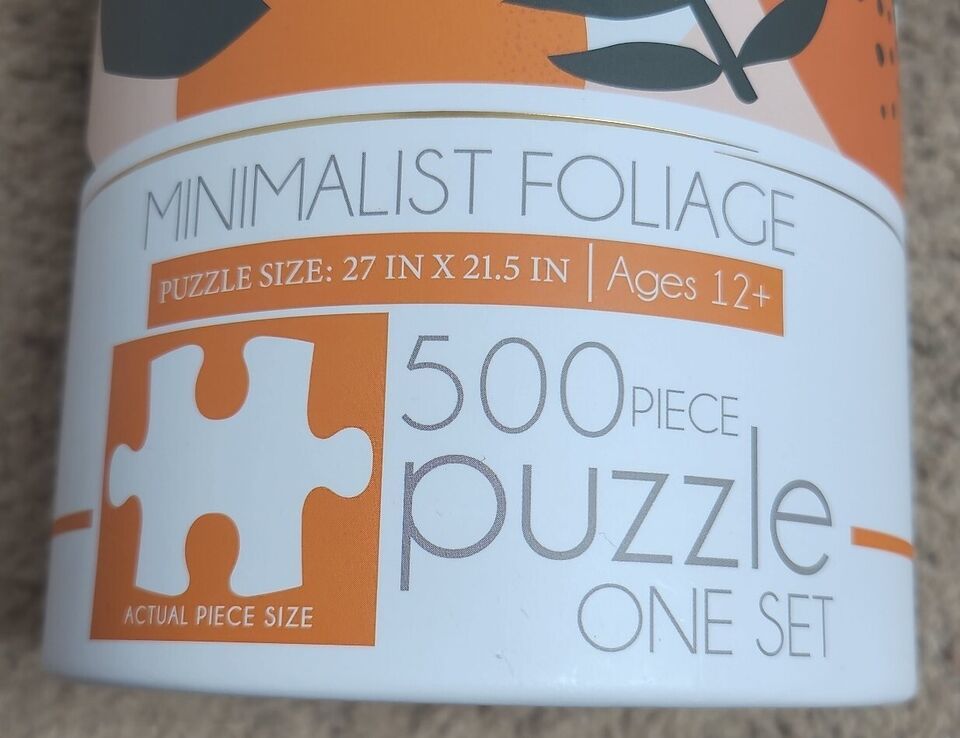 MINIMALIST FOLIAGE
PUZZLE SIZE: 27 IN X 21.5 IN | Ages 12+
500 PIECE
puzzle
ONE SET
ACTUAL PIECE SIZE